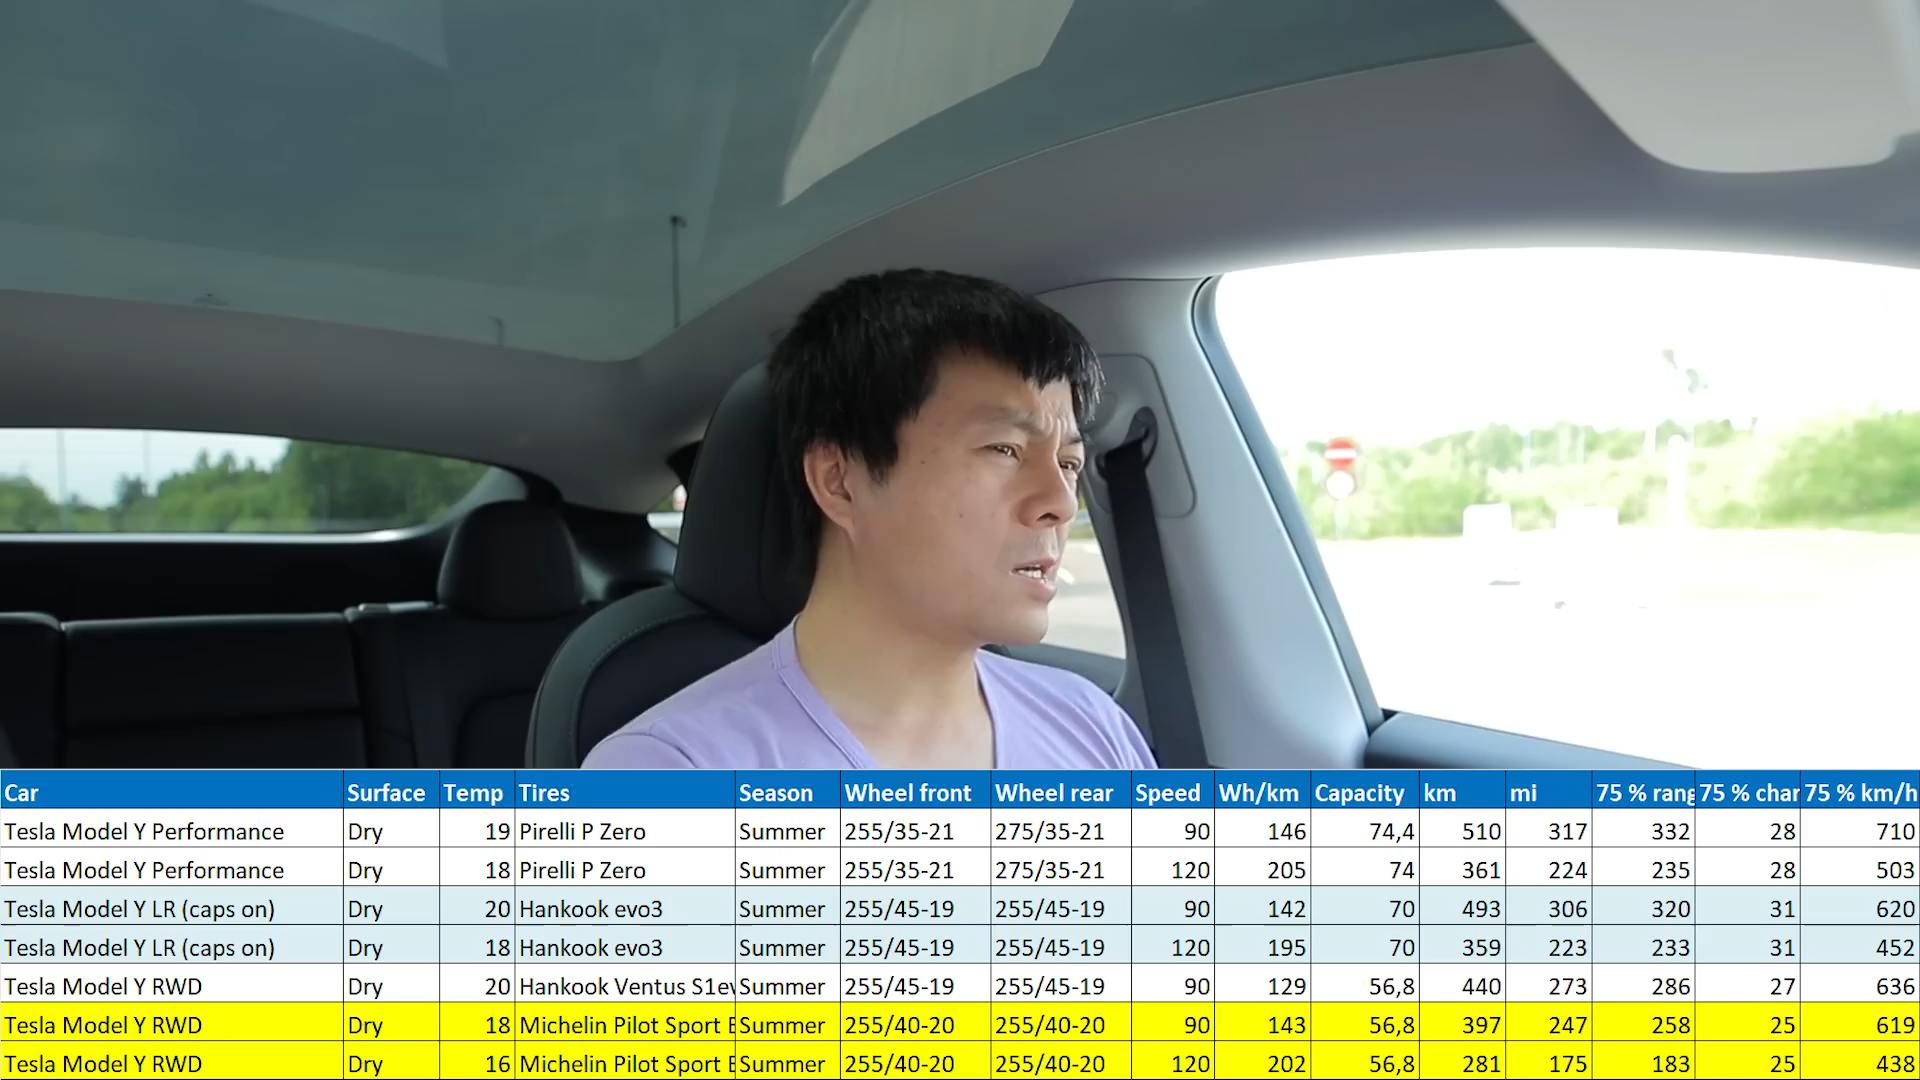 Car Surface Temp Tires Season Wheel front Wheel rear Speed Wh/km Capacity km mi 75 % rang 75 % char 75 % km/h
Tesla Model Y Performance Dry 19 Pirelli P Zero Summer 255/35-21 275/35-21 90 146 74,4 510 317 332 28 710
Tesla Model Y Performance Dry 18 Pirelli P Zero Summer 255/35-21 275/35-21 120 205 74 361 224 235 28 503
Tesla Model Y LR (caps on) Dry 20 Hankook evo3 Summer 255/45-19 255/45-19 90 142 70 493 306 320 31 620
Tesla Model Y LR (caps on) Dry 18 Hankook evo3 Summer 255/45-19 255/45-19 120 195 70 359 223 233 31 452
Tesla Model Y RWD Dry 20 Hankook Ventus S1ev Summer 255/45-19 255/45-19 90 129 56,8 440 273 286 27 636
Tesla Model Y RWD Dry 18 Michelin Pilot Sport E Summer 255/40-20 255/40-20 90 143 56,8 397 247 258 25 619
Tesla Model Y RWD Dry 16 Michelin Pilot Sport E Summer 255/40-20 255/40-20 120 202 56,8 281 175 183 25 438